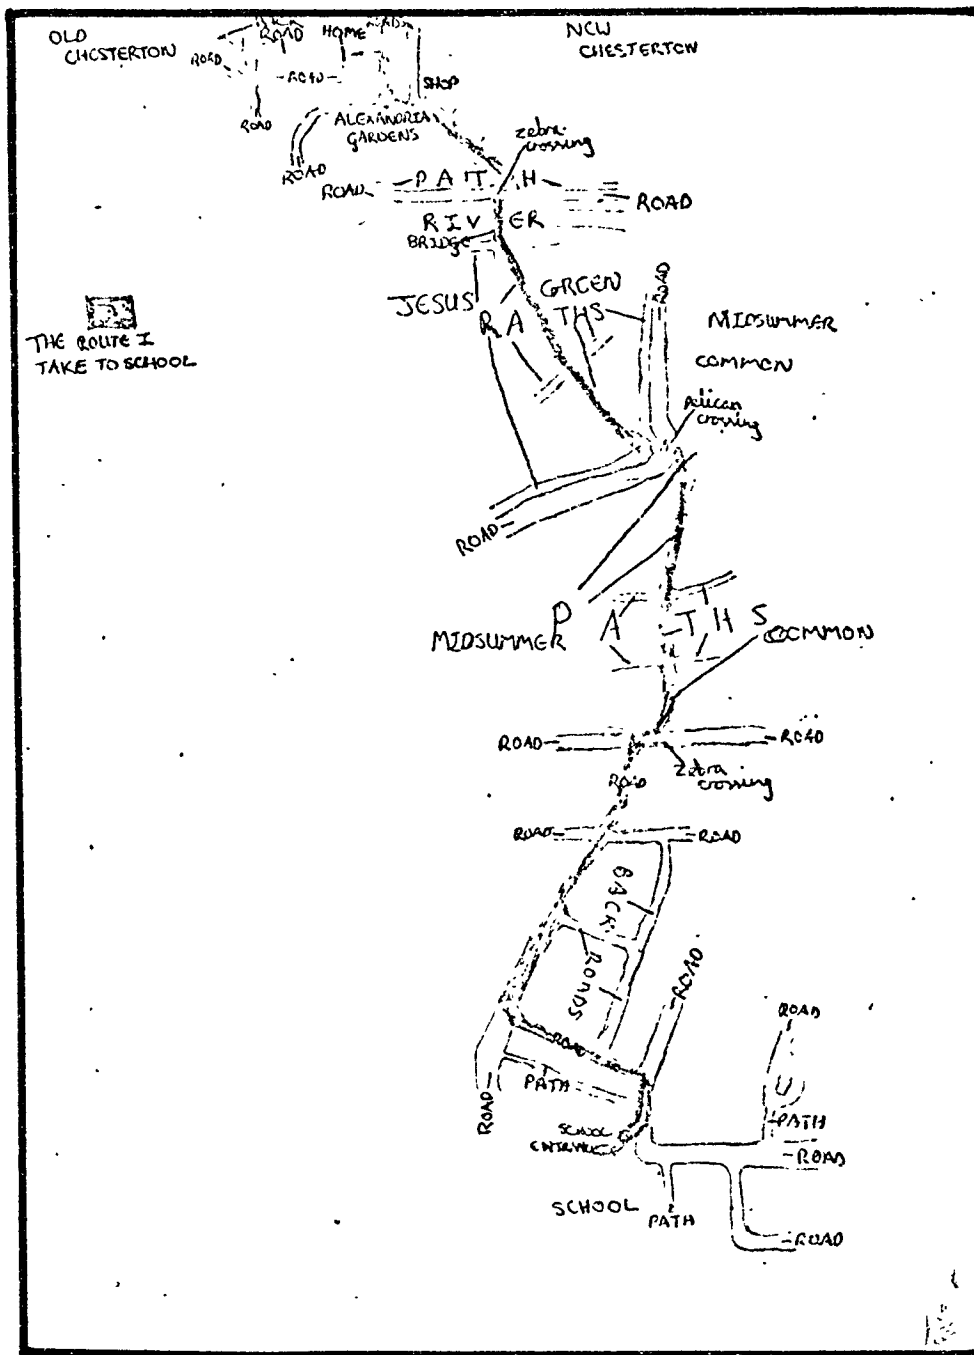 OLD
CHESTERTON
ROAD
ROAD
HOME
ROADS
NEW
CHESTERTON
ROAD
-ROAD-
SHOP
ROAD
ALEXANDRIA
GARDENS
zebra
crossing
ROAD
ROAD
PATH
ROAD
RIVER
BRIDGE
JESUS
GREEN
PATHS
ROAD
MIDSUMMER
COMMON
THE ROUTE I
TAKE TO SCHOOL
Pelican
crossing
ROAD
PATHS
MIDSUMMER
COMMON
ROAD
ROAD
zebra
crossing
ROAD
ROAD
ROAD
BACK
ROADS
ROAD
ROAD
ROAD
PATH
ROAD
SCHOOL
ENTRANCE
PATH
ROAD
SCHOOL
PATH
ROAD